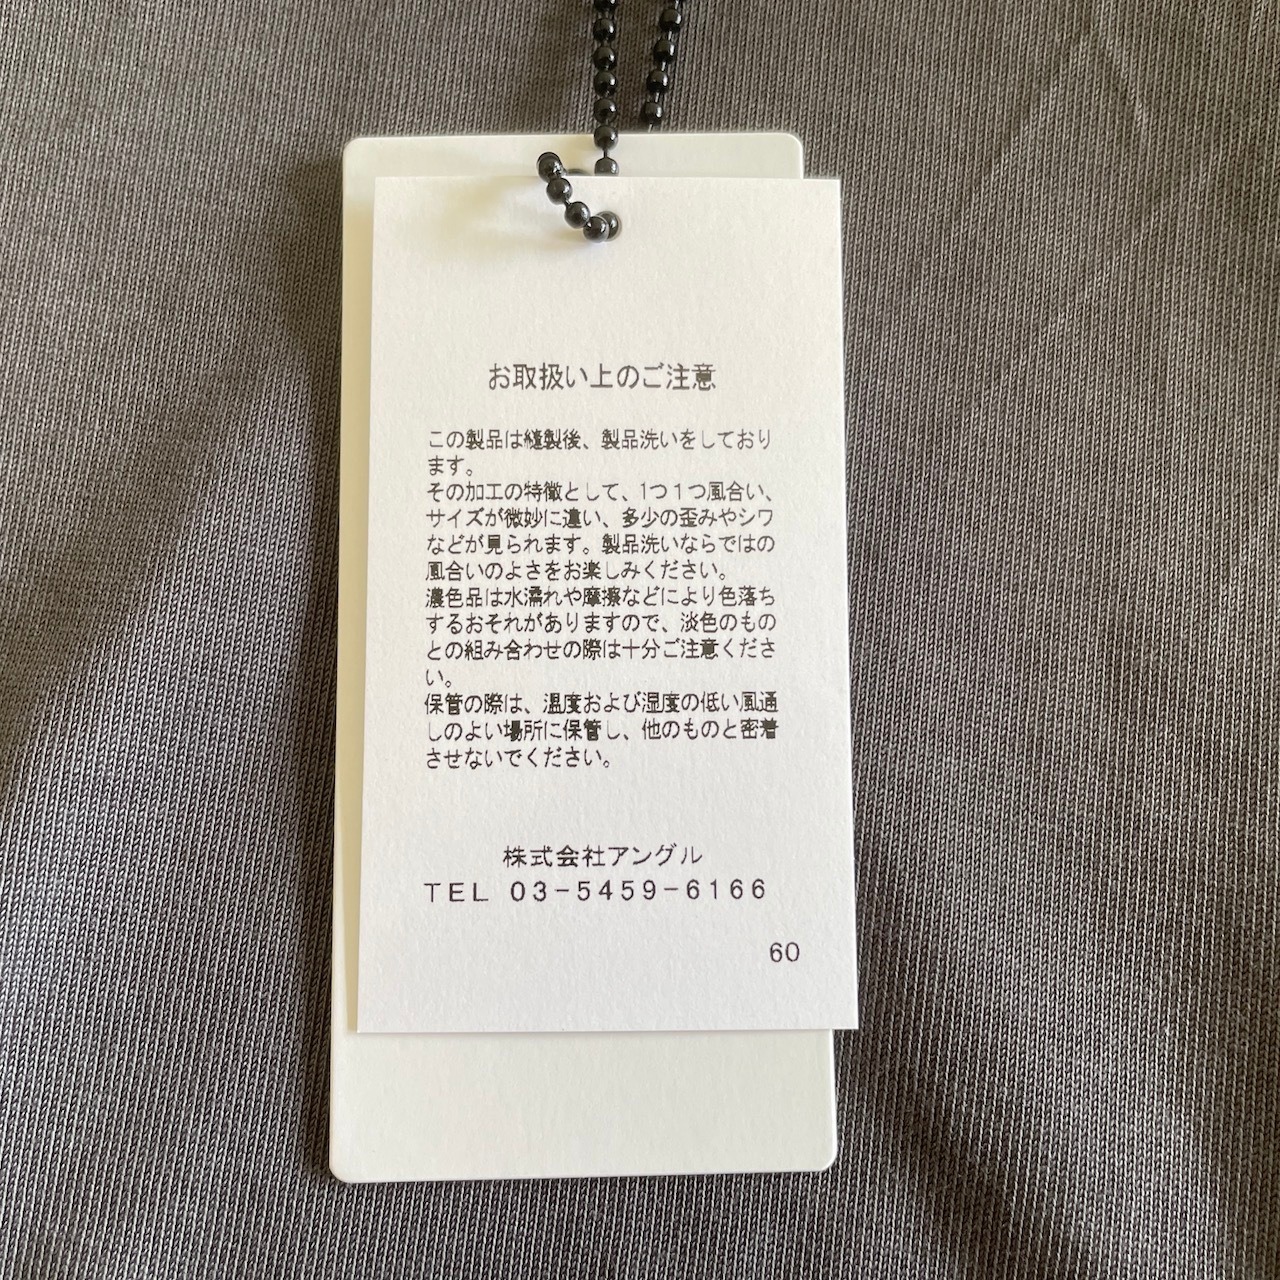 お取扱い上のご注意
この製品は縫製後、製品洗いをしており
ます。
その加工の特徴として、1つ1つ風合い、
サイズが微妙に違い、多少の歪みやシワ
などが見られます。製品洗いならではの
風合いのよさをお楽しみください。
濃色品は水濡れや摩擦などにより色落ち
するおそれがありますので、淡色のもの
との組み合わせの際は十分ご注意くださ
い。
保管の際は、温度および湿度の低い風通
しのよい場所に保管し、他のものと密着
させないでください。
株式会社アングル
TEL 03-5459-6166
60